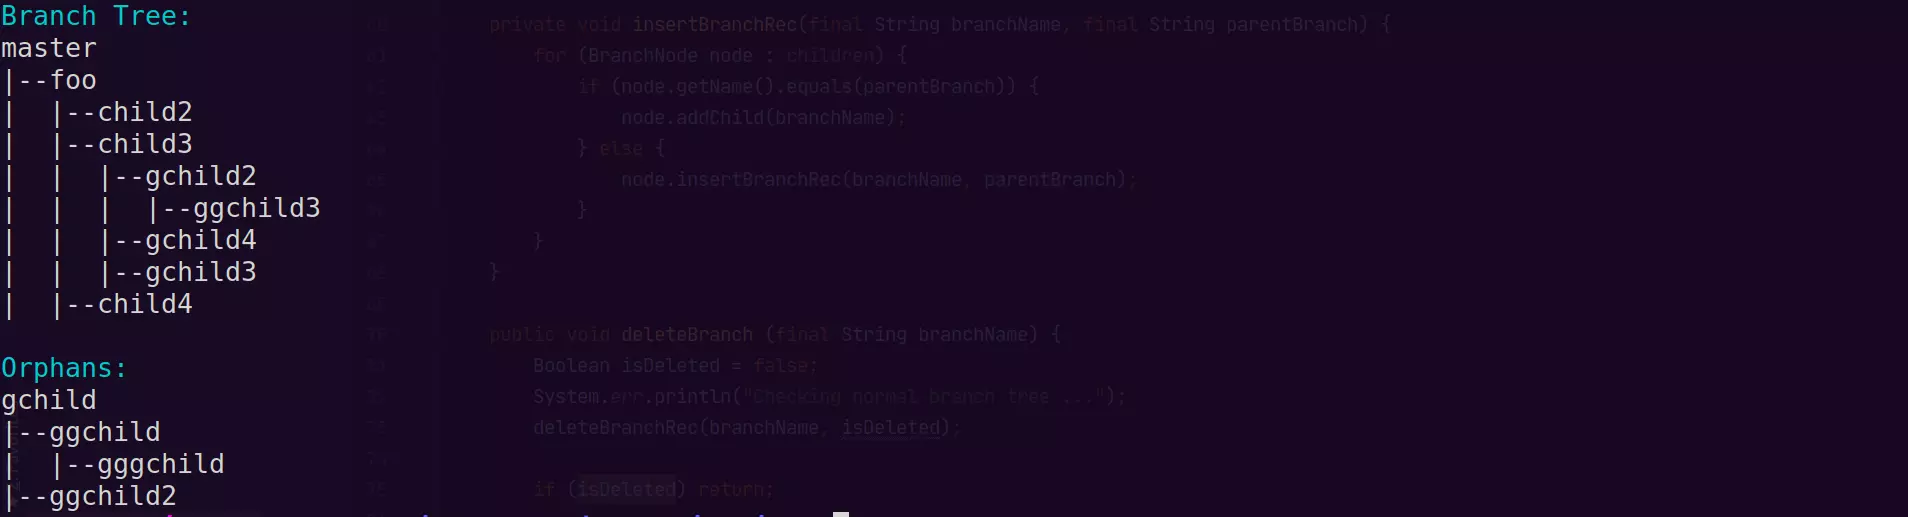 Branch Tree:
master
|--foo
|  |--child2
|  |--child3
|  |  |--gchild2
|  |  |  |--ggchild3
|  |  |--gchild4
|  |  |--gchild3
|  |--child4
Orphans:
gchild
|--ggchild
|  |--gggchild
|--ggchild2
private void insertBranchRec(final String branchName, final String parentBranch) {
for (BranchNode node : children) {
if (node.getName().equals(parentBranch)) {
node.addChild(branchName);
} else {
node.insertBranchRec(branchName, parentBranch);
}
}
}
public void deleteBranch (final String branchName) {
Boolean isDeleted = false;
System.err.println("Checking normal branch tree ...");
deleteBranchRec(branchName, isDeleted);
if (isDeleted) return;